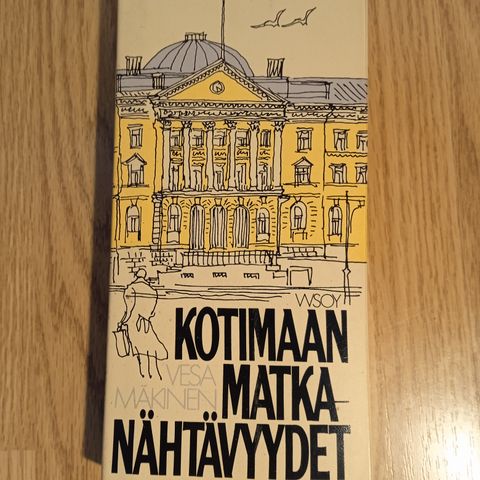 WSOY
KOTIMAAN
VESA
MÄKINEN
MATKA-
NÄHTÄVYYDET